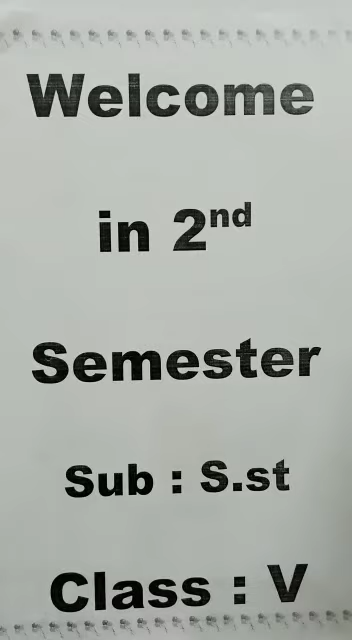 Welcome
in 2nd
Semester
Sub : S.st
Class : V